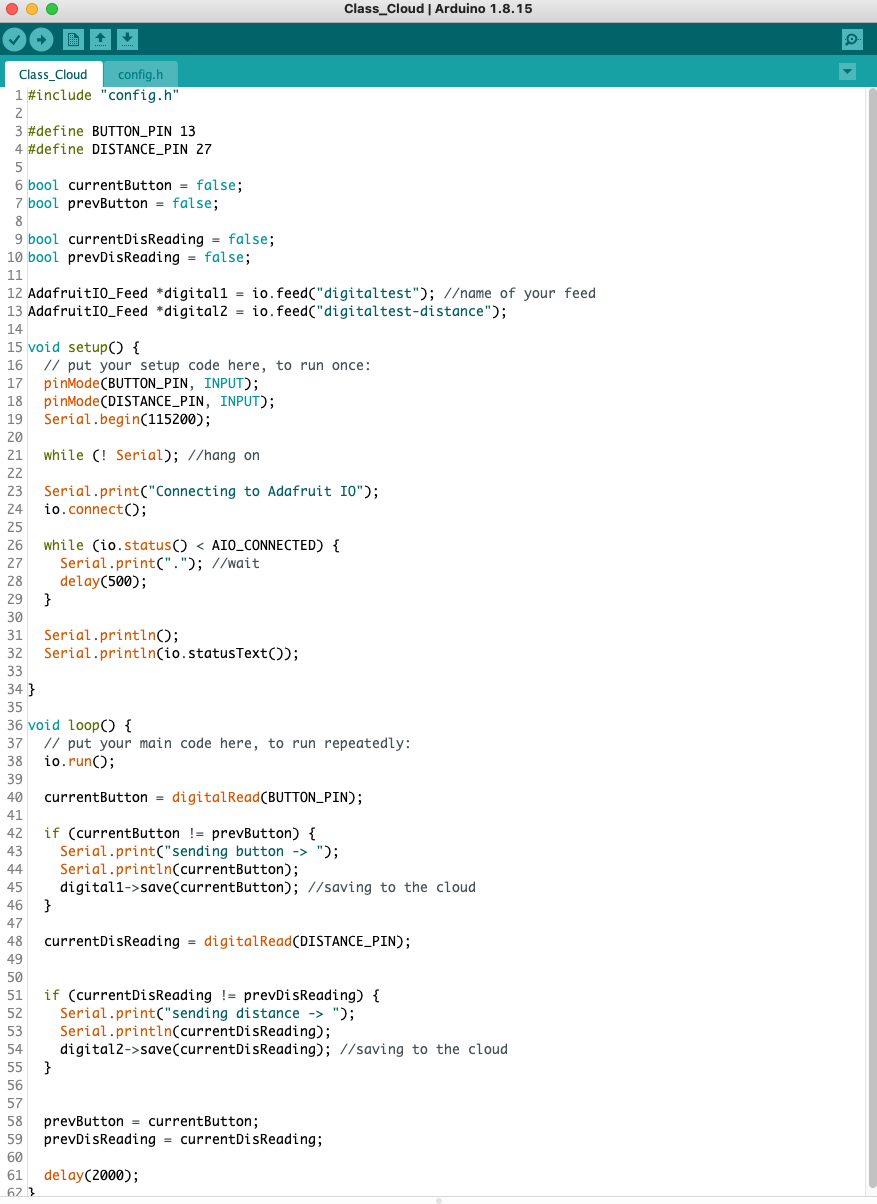 Class_Cloud | Arduino 1.8.15
Class_Cloud config.h
1 #include "config.h"
2
3 #define BUTTON_PIN 13
4 #define DISTANCE_PIN 27
5
6 bool currentButton = false;
7 bool prevButton = false;
8
9 bool currentDisReading = false;
10 bool prevDisReading = false;
11
12 AdafruitIO_Feed *digital1 = io.feed("digitaltest"); //name of your feed
13 AdafruitIO_Feed *digital2 = io.feed("digitaltest-distance");
14
15 void setup() {
16   // put your setup code here, to run once:
17   pinMode(BUTTON_PIN, INPUT);
18   pinMode(DISTANCE_PIN, INPUT);
19   Serial.begin(115200);
20
21   while (! Serial); //hang on
22
23   Serial.print("Connecting to Adafruit IO");
24   io.connect();
25
26   while (io.status() < AIO_CONNECTED) {
27     Serial.print("."); //wait
28     delay(500);
29   }
30
31   Serial.println();
32   Serial.println(io.statusText());
33
34 }
35
36 void loop() {
37   // put your main code here, to run repeatedly:
38   io.run();
39
40   currentButton = digitalRead(BUTTON_PIN);
41
42   if (currentButton != prevButton) {
43     Serial.print("sending button -> ");
44     Serial.println(currentButton);
45     digital1->save(currentButton); //saving to the cloud
46   }
47
48   currentDisReading = digitalRead(DISTANCE_PIN);
49
50
51   if (currentDisReading != prevDisReading) {
52     Serial.print("sending distance -> ");
53     Serial.println(currentDisReading);
54     digital2->save(currentDisReading); //saving to the cloud
55   }
56
57
58   prevButton = currentButton;
59   prevDisReading = currentDisReading;
60
61   delay(2000);
62 }